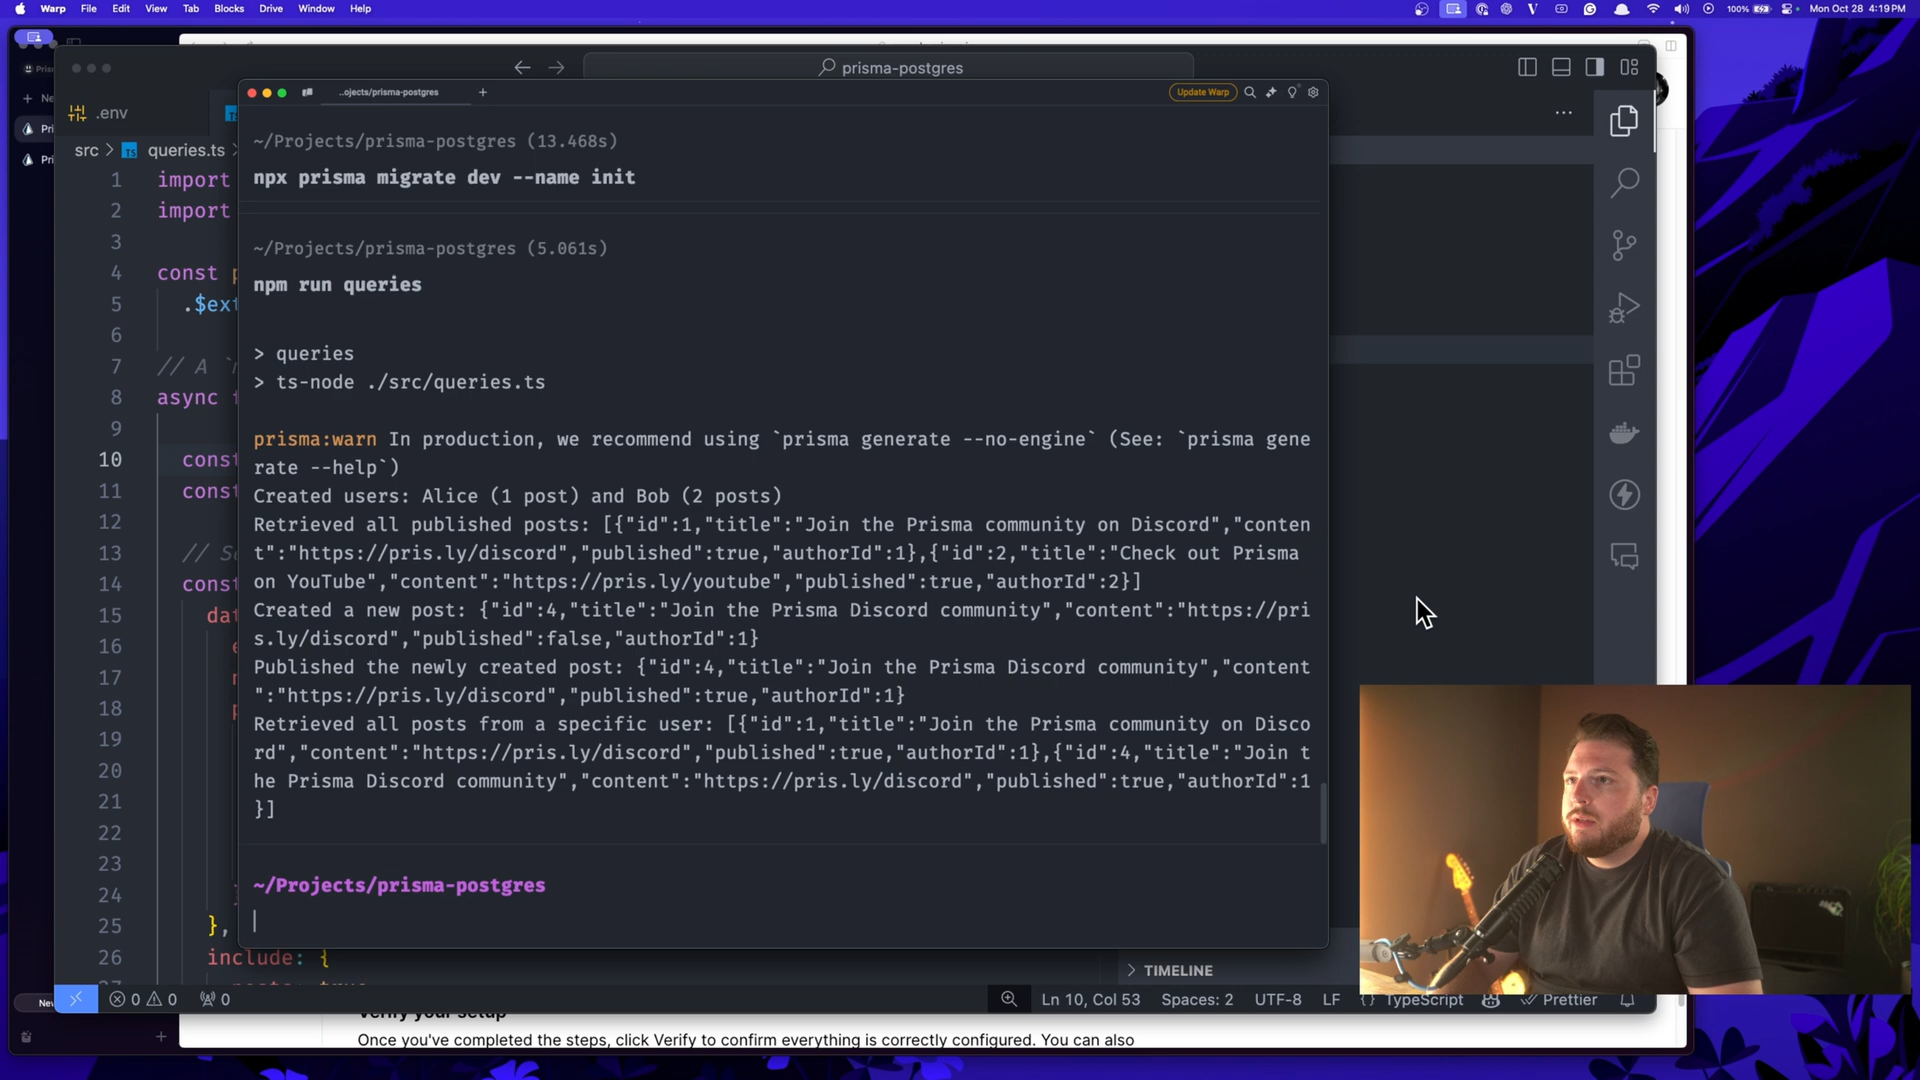 Warp File Edit View Tab Blocks Drive Window Help
100% Mon Oct 28 4:19 PM
prisma-postgres
..ojects/prisma-postgres
Update Warp
.env
src > TS queries.ts
1 import
2 import
3
4 const
5 .$ext
6
7 // A
8 async
9
10 const
11 const
12
13
14 const
15
16
17
18
19
20
21
22
23
24
25 },
26 include: {
~/Projects/prisma-postgres (13.468s)
npx prisma migrate dev --name init
~/Projects/prisma-postgres (5.061s)
npm run queries
> queries
> ts-node ./src/queries.ts
prisma:warn In production, we recommend using `prisma generate --no-engine` (See: `prisma gene
rate --help`)
Created users: Alice (1 post) and Bob (2 posts)
Retrieved all published posts: [{"id":1,"title":"Join the Prisma community on Discord","conten
t":"https://pris.ly/discord","published":true,"authorId":1},{"id":2,"title":"Check out Prisma
on YouTube","content":"https://pris.ly/youtube","published":true,"authorId":2}]
Created a new post: {"id":4,"title":"Join the Prisma Discord community","content":"https://pri
s.ly/discord","published":false,"authorId":1}
Published the newly created post: {"id":4,"title":"Join the Prisma Discord community","content
":"https://pris.ly/discord","published":true,"authorId":1}
Retrieved all posts from a specific user: [{"id":1,"title":"Join the Prisma community on Disco
rd","content":"https://pris.ly/discord","published":true,"authorId":1},{"id":4,"title":"Join t
he Prisma Discord community","content":"https://pris.ly/discord","published":true,"authorId":1
}]
~/Projects/prisma-postgres
> TIMELINE
0 0 0
Ln 10, Col 53 Spaces: 2 UTF-8 LF {} TypeScript Prettier
Verify your setup
Once you've completed the steps, click Verify to confirm everything is correctly configured. You can also